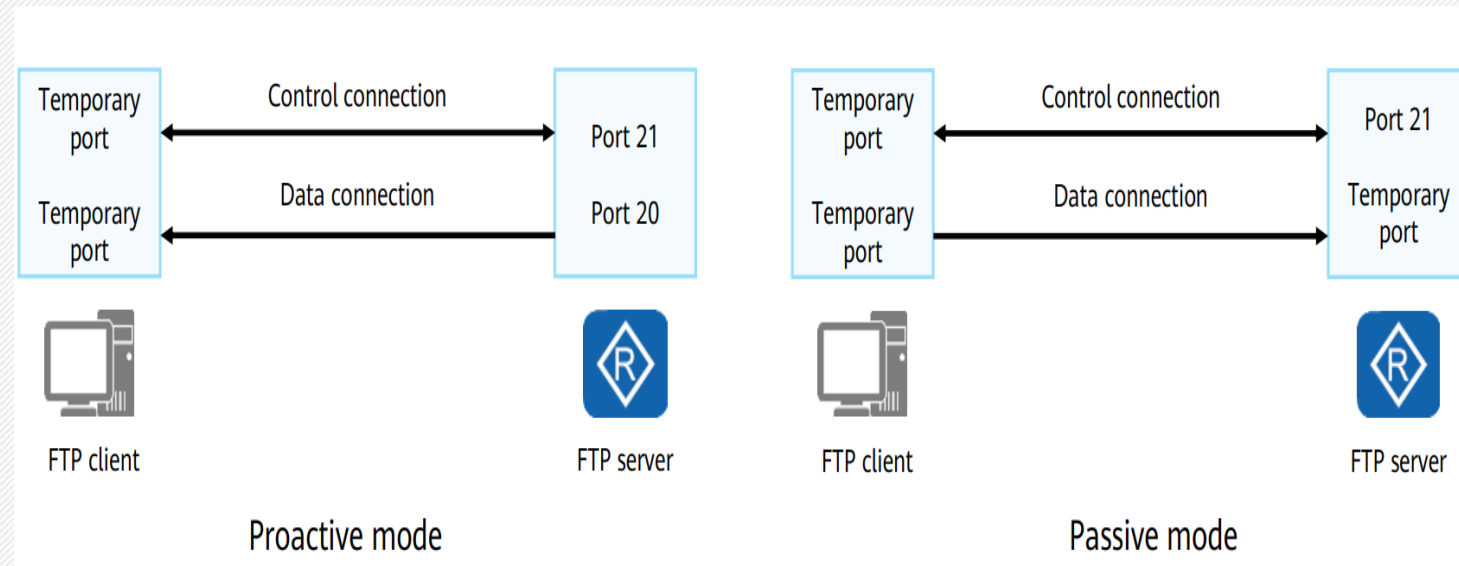 Temporary
port
Control connection
Port 21
Data connection
Temporary
port
Port 20
R
FTP client
FTP server
Proactive mode
Temporary
port
Control connection
Port 21
Data connection
Temporary
port
Temporary
port
R
FTP client
FTP server
Passive mode